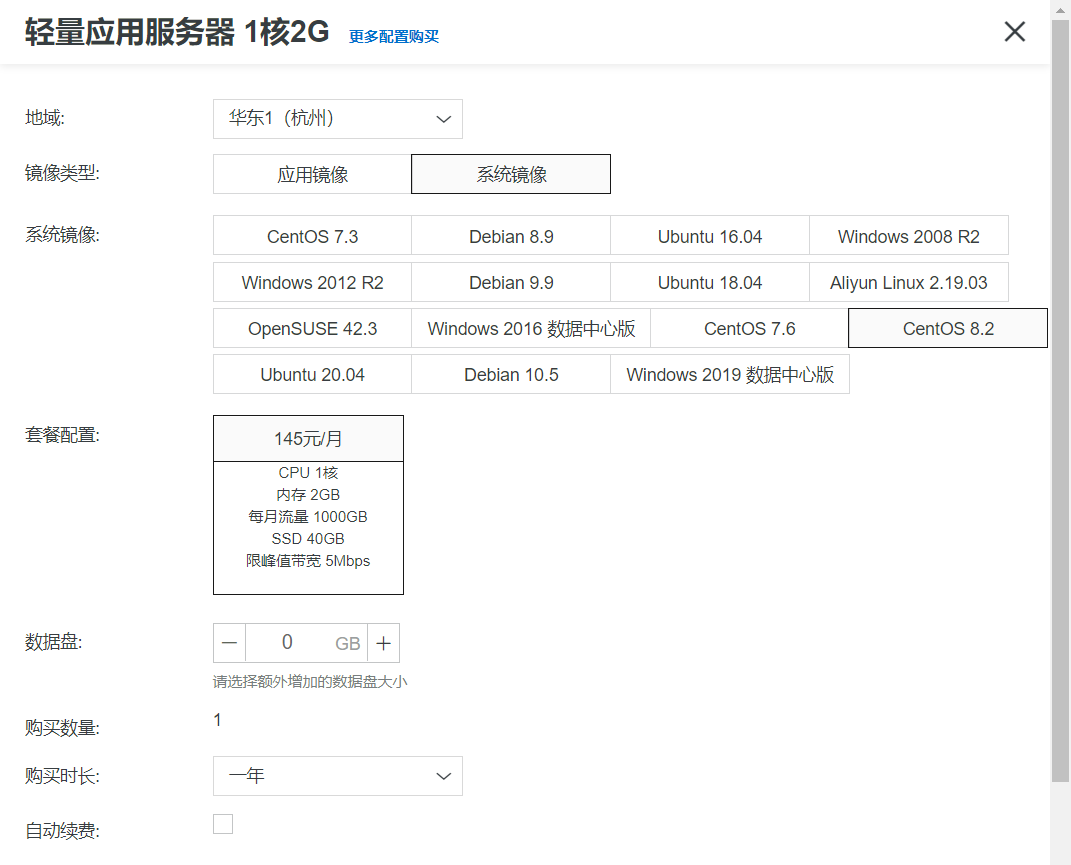 轻量应用服务器 1核2G 更多配置购买
地域: 华东1（杭州）
镜像类型: 应用镜像 系统镜像
系统镜像: CentOS 7.3 Debian 8.9 Ubuntu 16.04 Windows 2008 R2
Windows 2012 R2 Debian 9.9 Ubuntu 18.04 Aliyun Linux 2.19.03
OpenSUSE 42.3 Windows 2016 数据中心版 CentOS 7.6 CentOS 8.2
Ubuntu 20.04 Debian 10.5 Windows 2019 数据中心版
套餐配置: 145元/月
CPU 1核
内存 2GB
每月流量 1000GB
SSD 40GB
限峰值带宽 5Mbps
数据盘: — 0 GB +
请选择额外增加的数据盘大小
购买数量: 1
购买时长: 一年
自动续费: